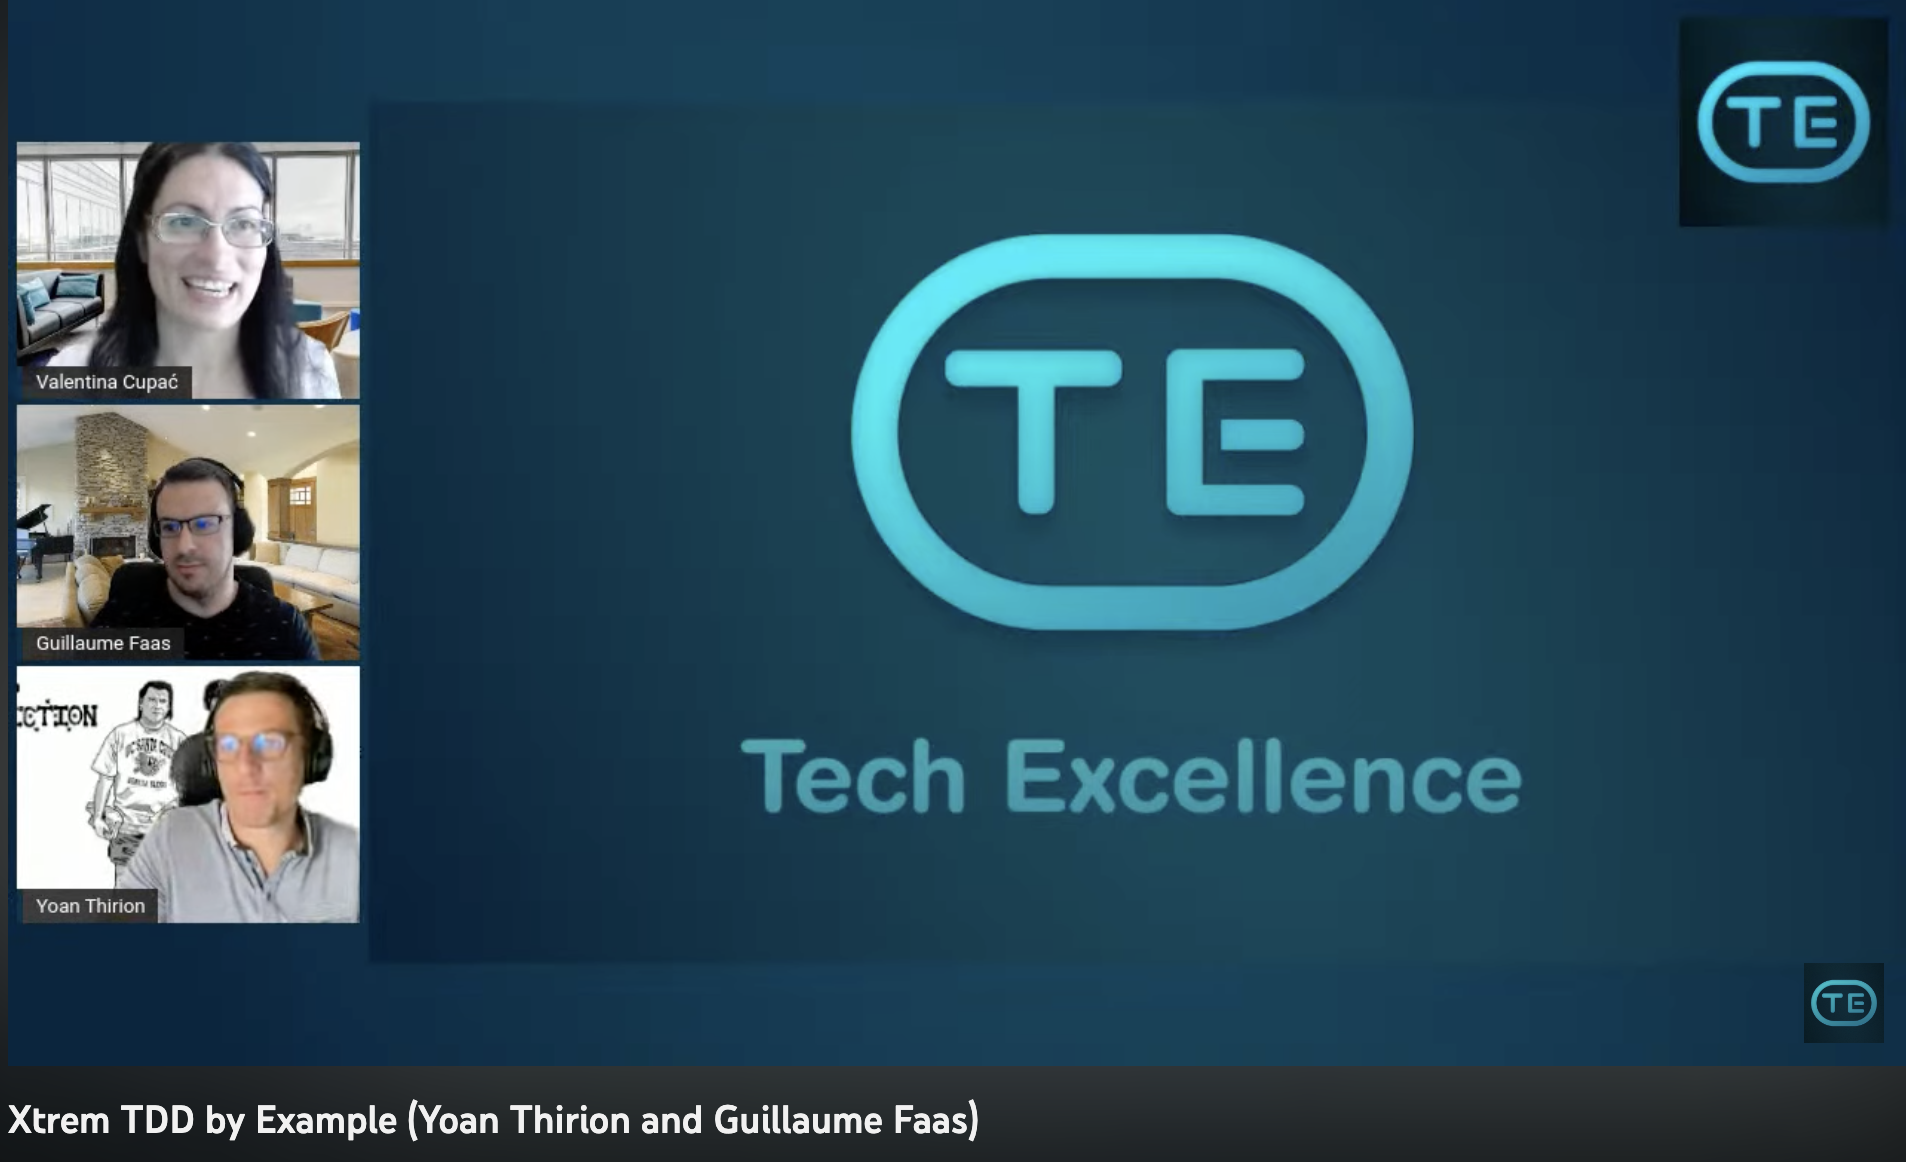 TE
Valentina Cupać
TE
Guillaume Faas
CTION
Tech Excellence
Yoan Thirion
TE
Xtrem TDD by Example (Yoan Thirion and Guillaume Faas)